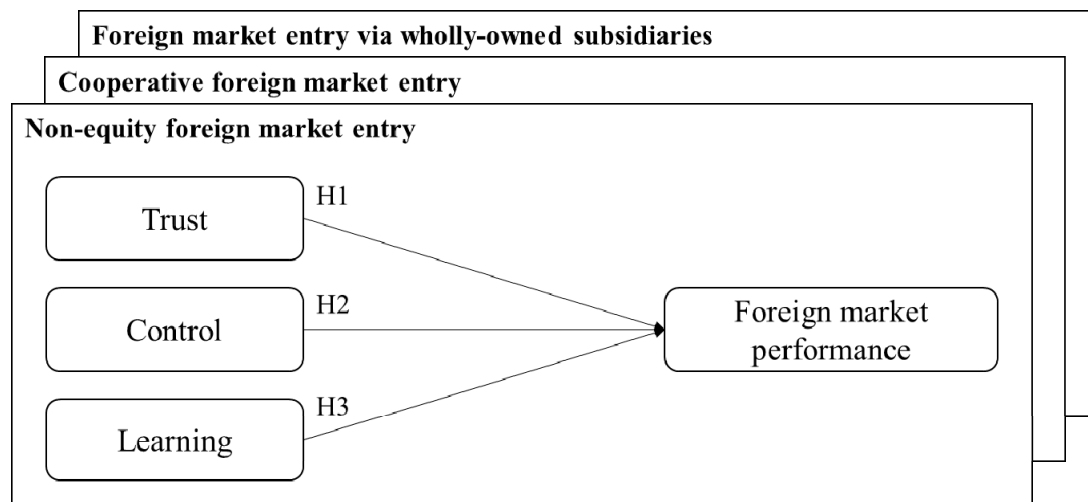 Foreign market entry via wholly-owned subsidiaries
Cooperative foreign market entry
Non-equity foreign market entry
H1
Trust
H2
Control
Foreign market
performance
H3
Learning